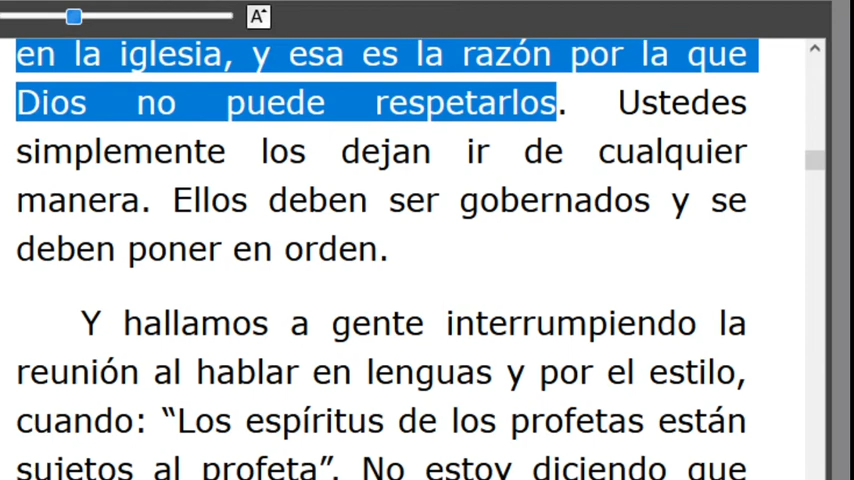 A
en la iglesia, y esa es la razón por la que
Dios no puede respetarlos. Ustedes
simplemente los dejan ir de cualquier
manera. Ellos deben ser gobernados y se
deben poner en orden.
Y hallamos a gente interrumpiendo la
reunión al hablar en lenguas y por el estilo,
cuando: “Los espíritus de los profetas están
sujetos al profeta”. No estoy diciendo que